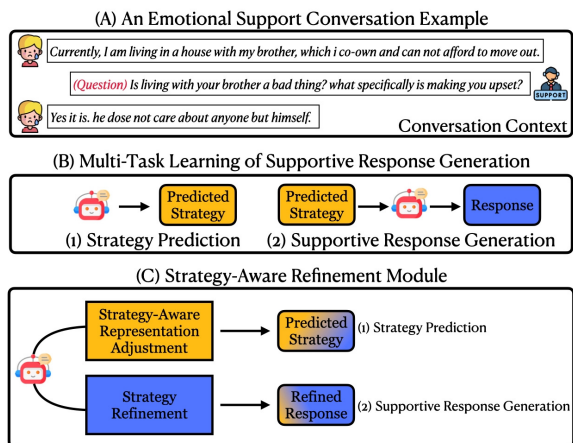 (A) An Emotional Support Conversation Example
Currently, I am living in a house with my brother, which i co-own and can not afford to move out.
(Question) Is living with your brother a bad thing? what specifically is making you upset?
SUPPORT
Yes it is. he dose not care about anyone but himself.
Conversation Context
(B) Multi-Task Learning of Supportive Response Generation
Predicted Strategy
Predicted Strategy
Response
(1) Strategy Prediction
(2) Supportive Response Generation
(C) Strategy-Aware Refinement Module
Strategy-Aware
Representation
Adjustment
Predicted
Strategy
(1) Strategy Prediction
Strategy
Refinement
Refined
Response
(2) Supportive Response Generation